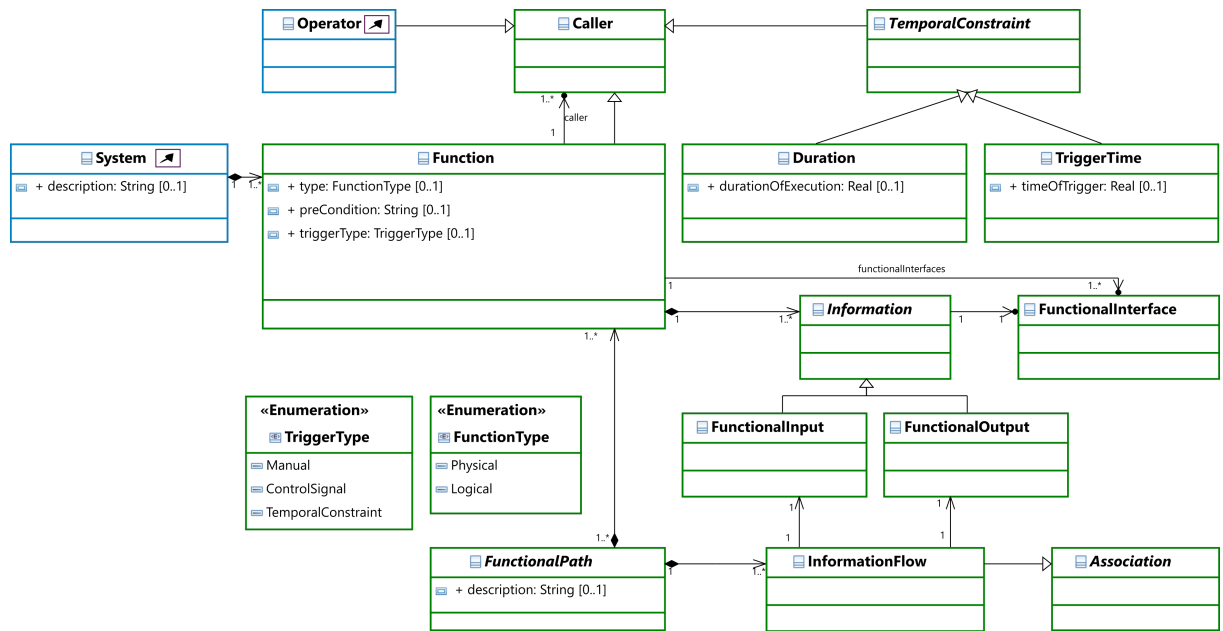 Operator
Caller
TemporalConstraint
1..*
caller
1
System
+ description: String [0..1]
1
1..*
Function
+ type: FunctionType [0..1]
+ preCondition: String [0..1]
+ triggerType: TriggerType [0..1]
Duration
+ durationOfExecution: Real [0..1]
TriggerTime
+ timeOfTrigger: Real [0..1]
functionalInterfaces
1
1..*
1
1..*
Information
1
1
FunctionalInterface
1..*
«Enumeration»
TriggerType
Manual
ControlSignal
TemporalConstraint
«Enumeration»
FunctionType
Physical
Logical
FunctionalInput
FunctionalOutput
1
1
1
1
1..*
FunctionalPath
+ description: String [0..1]
1
1..*
InformationFlow
Association